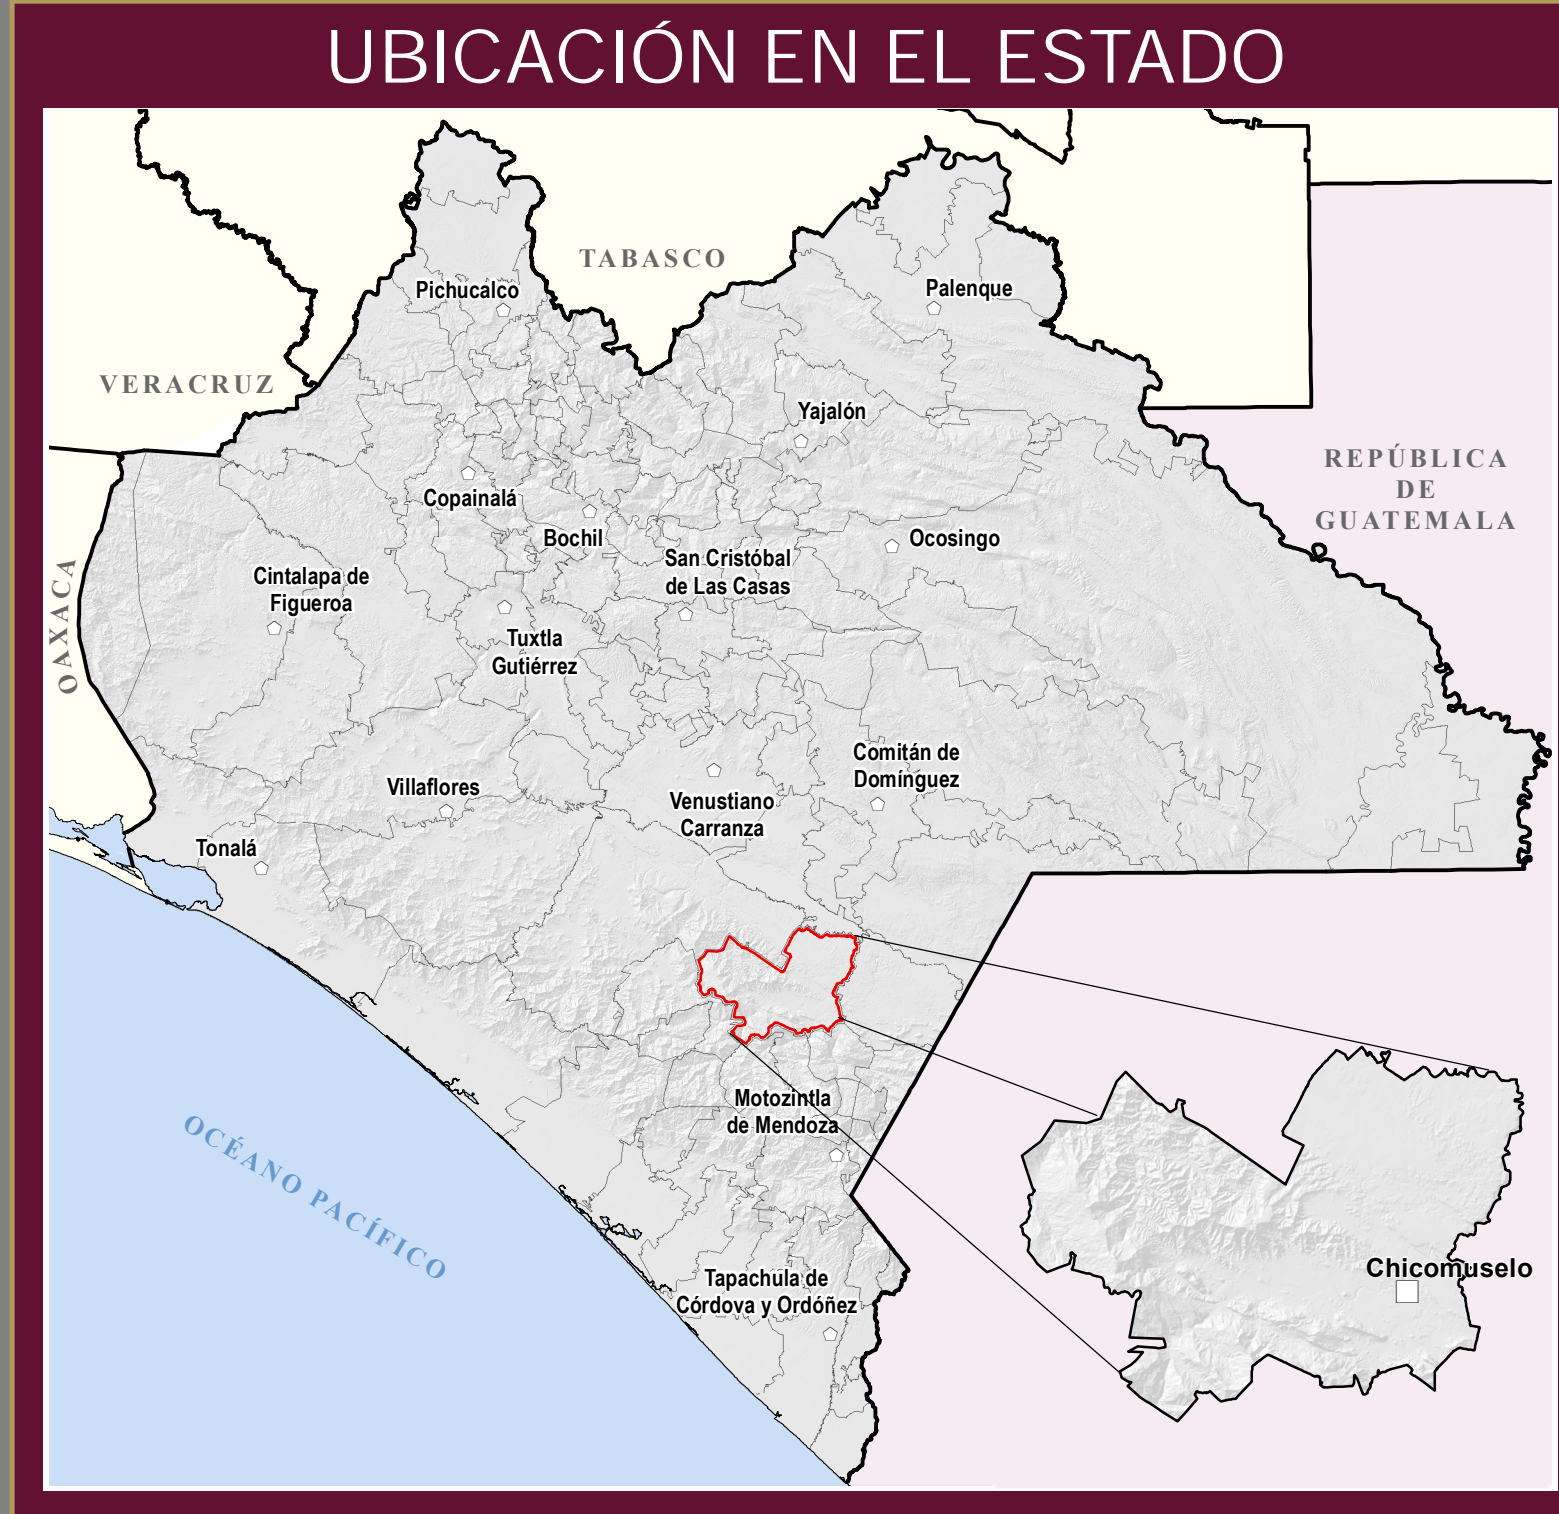 UBICACIÓN EN EL ESTADO
TABASCO
Pichucalco
Palenque
VERACRUZ
Yajalón
REPÚBLICA
DE
GUATEMALA
Copainalá
Bochil
Ocosingo
San Cristóbal
de Las Casas
OAXACA
Cintalapa de
Figueroa
Tuxtla
Gutiérrez
Comitán de
Domínguez
Villaflores
Venustiano
Carranza
Tonalá
Motozintla
de Mendoza
OCÉANO PACÍFICO
Chicomuselo
Tapachula de
Córdova y Ordóñez